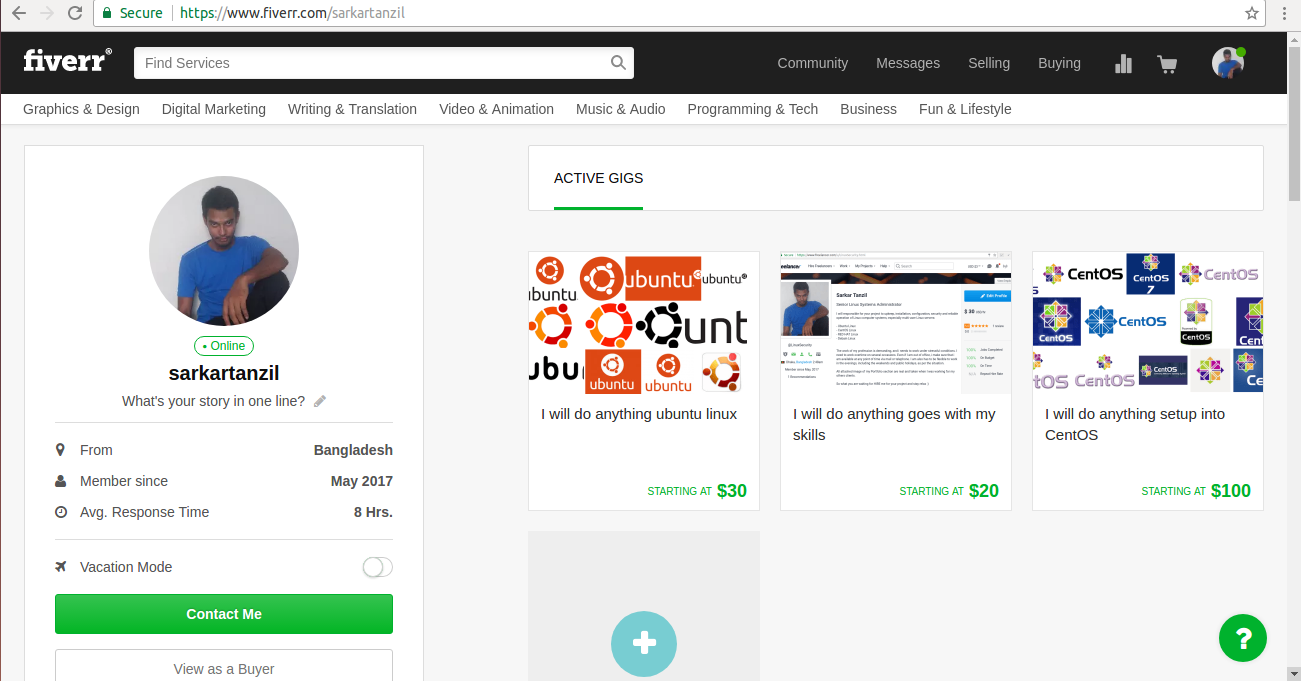 Secure https://www.fiverr.com/sarkartanzil
fiverr®
Find Services
Community Messages Selling Buying
Graphics & Design Digital Marketing Writing & Translation Video & Animation Music & Audio Programming & Tech Business Fun & Lifestyle
• Online
sarkartanzil
What's your story in one line?
From Bangladesh
Member since May 2017
Avg. Response Time 8 Hrs.
Vacation Mode
Contact Me
View as a Buyer
ACTIVE GIGS
ubuntu
ubuntu®
ubuntu
ubuntu
I will do anything ubuntu linux
STARTING AT $30
Sarkar Tanzil
Senior Linux Systems Administrator
Edit Profile
I will do anything goes with my
skills
STARTING AT $20
CentOS
CentOS
7
CentOS
CentOS
CentOS
CentOS
CentOS
CentOS
I will do anything setup into
CentOS
STARTING AT $100
+
?